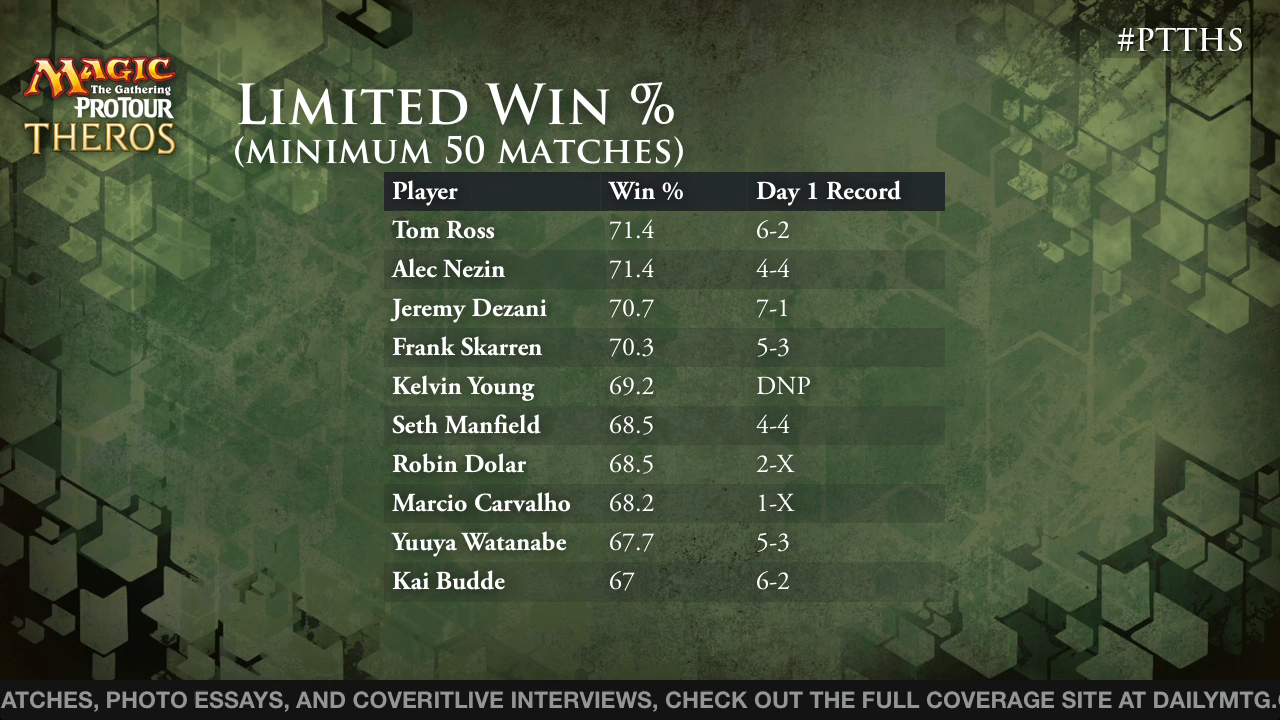 #PTTHS
MAGIC
The Gathering
PROTOUR
THEROS
LIMITED WIN %
(MINIMUM 50 MATCHES)
Player Win % Day 1 Record
Tom Ross 71.4 6-2
Alec Nezin 71.4 4-4
Jeremy Dezani 70.7 7-1
Frank Skarren 70.3 5-3
Kelvin Young 69.2 DNP
Seth Manfield 68.5 4-4
Robin Dolar 68.5 2-X
Marcio Carvalho 68.2 1-X
Yuuya Watanabe 67.7 5-3
Kai Budde 67 6-2
ATCHES, PHOTO ESSAYS, AND COVERITLIVE INTERVIEWS, CHECK OUT THE FULL COVERAGE SITE AT DAILYMTG.